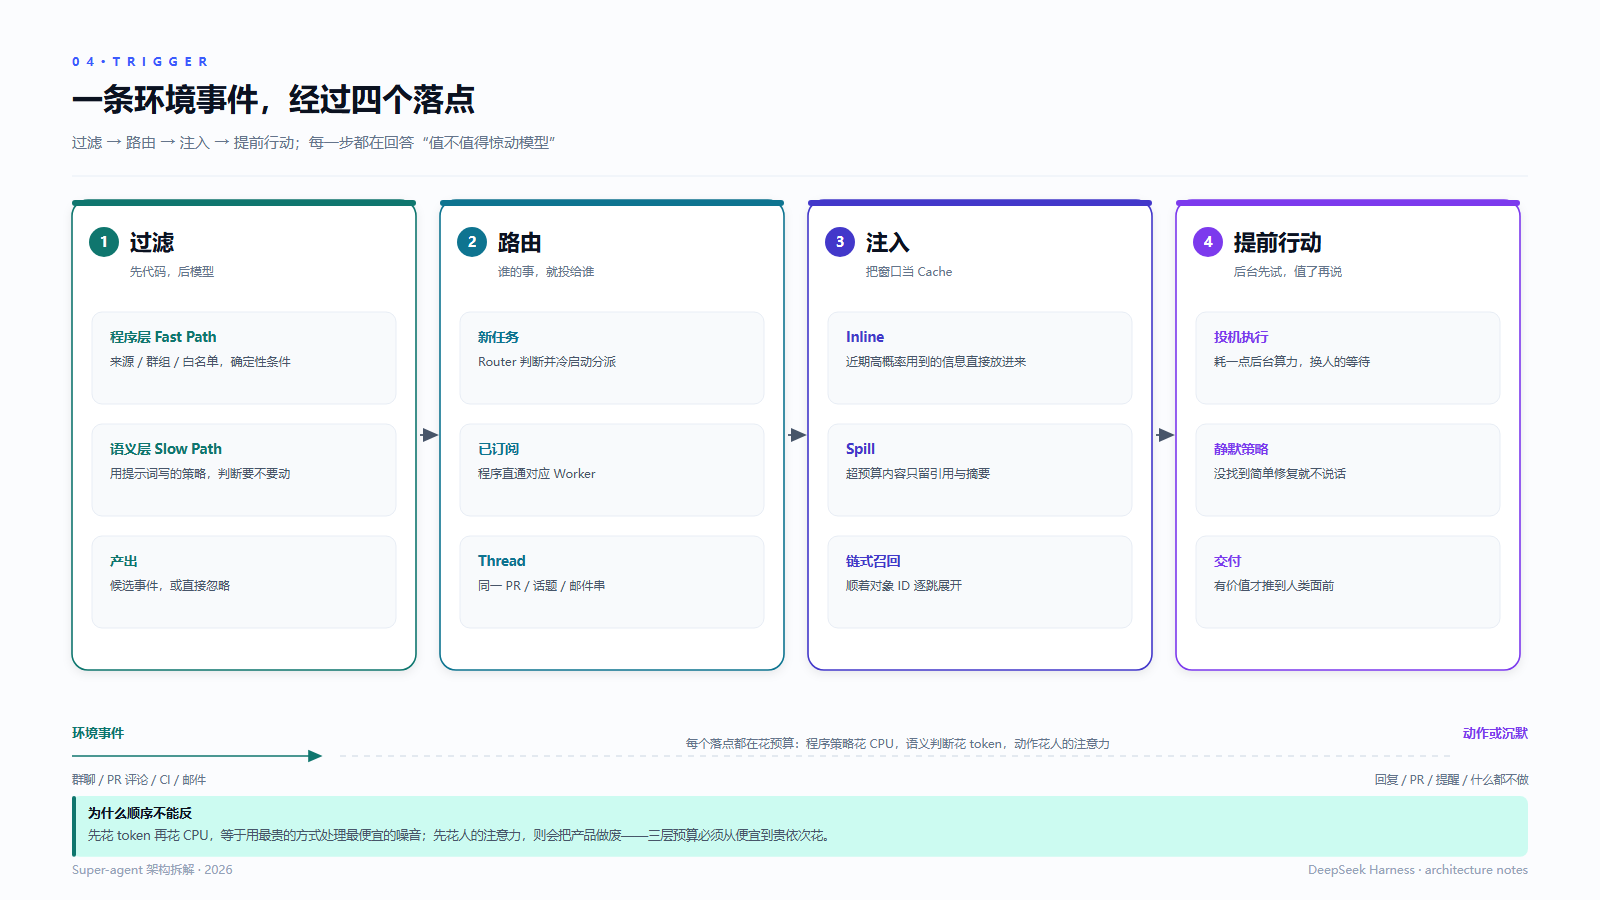 04·TRIGGER
一条环境事件，经过四个落点
过滤 → 路由 → 注入 → 提前行动；每一步都在回答“值不值得惊动模型”
1 过滤
先代码，后模型
程序层 Fast Path
来源 / 群组 / 白名单，确定性条件
语义层 Slow Path
用提示词写的策略，判断要不要动
产出
候选事件，或直接忽略
2 路由
谁的事，就投给谁
新任务
Router 判断并冷启动分派
已订阅
程序直通对应 Worker
Thread
同一 PR / 话题 / 邮件串
3 注入
把窗口当 Cache
Inline
近期高概率用到的信息直接放进来
Spill
超预算内容只留引用与摘要
链式召回
顺着对象 ID 逐跳展开
4 提前行动
后台先试，值了再说
投机执行
耗一点后台算力，换人的等待
静默策略
没找到简单修复就不说话
交付
有价值才推到人类面前
环境事件
每个落点都在花预算：程序策略花 CPU，语义判断花 token，动作花人的注意力
动作或沉默
群聊 / PR 评论 / CI / 邮件
回复 / PR / 提醒 / 什么都不做
为什么顺序不能反
先花 token 再花 CPU，等于用最贵的方式处理最便宜的噪音；先花人的注意力，则会把产品做废——三层预算必须从便宜到贵依次花。
Super-agent 架构拆解 · 2026
DeepSeek Harness · architecture notes